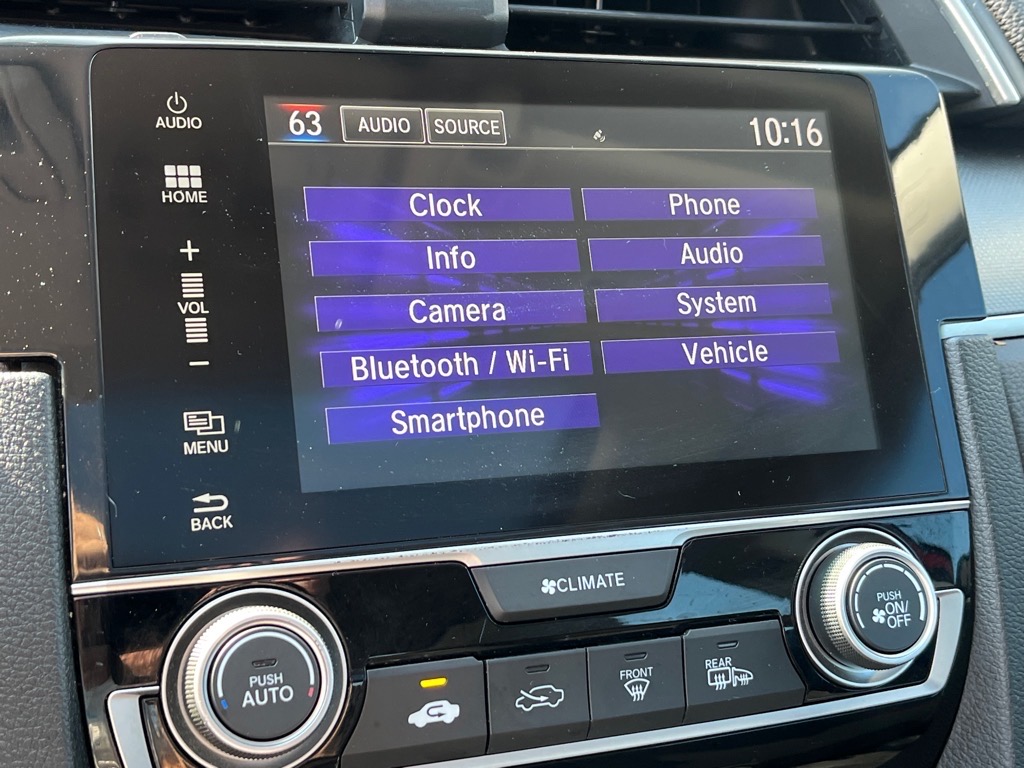 AUDIO
HOME
+
VOL
−
MENU
BACK
63 AUDIO SOURCE 10:16
Clock Phone
Info Audio
Camera System
Bluetooth / Wi-Fi Vehicle
Smartphone
CLIMATE
PUSH
AUTO
FRONT
REAR
PUSH
ON/
OFF